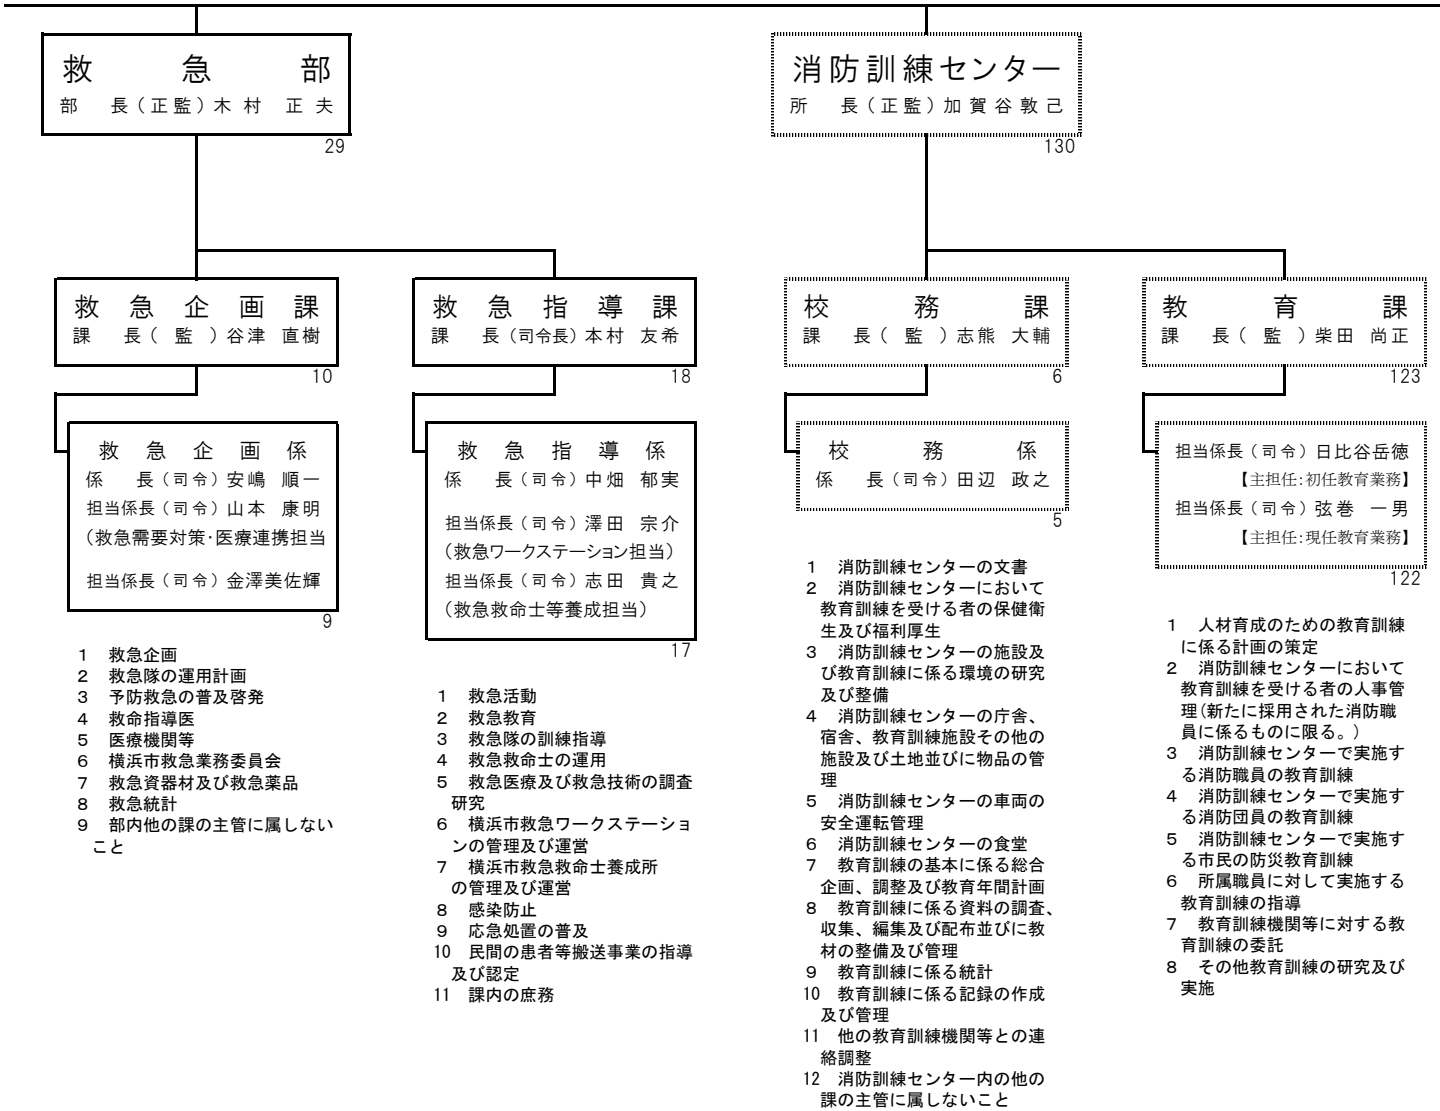 救急部
部　長（正監）木村　正夫
29
救急企画課
課　長（　監　）谷津　直樹
10
救急企画係
係　長（司令）安嶋　順一
担当係長（司令）山本　康明
（救急需要対策･医療連携担当
担当係長（司令）金澤美佐輝
9
1　救急企画
2　救急隊の運用計画
3　予防救急の普及啓発
4　救命指導医
5　医療機関等
6　横浜市救急業務委員会
7　救急資器材及び救急薬品
8　救急統計
9　部内他の課の主管に属しない
こと
救急指導課
課　長（司令長）本村　友希
18
救急指導係
係　長（司令）中畑　郁実
担当係長（司令）澤田　宗介
（救急ワークステーション担当）
担当係長（司令）志田　貴之
（救急救命士等養成担当）
17
1　救急活動
2　救急教育
3　救急隊の訓練指導
4　救急救命士の運用
5　救急医療及び救急技術の調査
研究
6　横浜市救急ワークステーショ
ンの管理及び運営
7　横浜市救急救命士養成所
の管理及び運営
8　感染防止
9　応急処置の普及
10　民間の患者等搬送事業の指導
及び認定
11　課内の庶務
消防訓練センター
所　長（正監）加賀谷敦己
130
校務課
課　長（　監　）志熊　大輔
6
校務係
係　長（司令）田辺　政之
5
1　消防訓練センターの文書
2　消防訓練センターにおいて
教育訓練を受ける者の保健衛
生及び福利厚生
3　消防訓練センターの施設及
び教育訓練に係る環境の研究
及び整備
4　消防訓練センターの庁舎、
宿舎、教育訓練施設その他の
施設及び土地並びに物品の管
理
5　消防訓練センターの車両の
安全運転管理
6　消防訓練センターの食堂
7　教育訓練の基本に係る総合
企画、調整及び教育年間計画
8　教育訓練に係る資料の調査、
収集、編集及び配布並びに教
材の整備及び管理
9　教育訓練に係る統計
10　教育訓練に係る記録の作成
及び管理
11　他の教育訓練機関等との連
絡調整
12　消防訓練センター内の他の
課の主管に属しないこと
教育課
課　長（　監　）柴田　尚正
123
担当係長（司令）日比谷岳徳
【主担任:初任教育業務】
担当係長（司令）弦巻　一男
【主担任:現任教育業務】
122
1　人材育成のための教育訓練
に係る計画の策定
2　消防訓練センターにおいて
教育訓練を受ける者の人事管
理(新たに採用された消防職
員に係るものに限る。)
3　消防訓練センターで実施す
る消防職員の教育訓練
4　消防訓練センターで実施す
る消防団員の教育訓練
5　消防訓練センターで実施す
る市民の防災教育訓練
6　所属職員に対して実施する
教育訓練の指導
7　教育訓練機関等に対する教
育訓練の委託
8　その他教育訓練の研究及び
実施